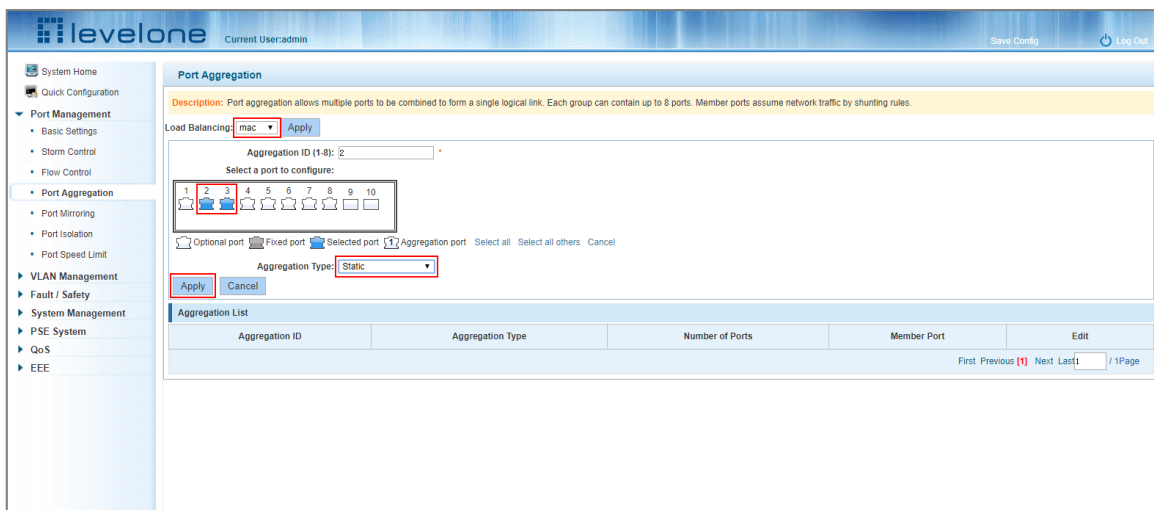 levelone
Current User:admin
Save Config
Log Out
System Home
Quick Configuration
Port Management
Basic Settings
Storm Control
Flow Control
Port Aggregation
Port Mirroring
Port Isolation
Port Speed Limit
VLAN Management
Fault / Safety
System Management
PSE System
QoS
EEE
Port Aggregation
Description: Port aggregation allows multiple ports to be combined to form a single logical link. Each group can contain up to 8 ports. Member ports assume network traffic by shunting rules.
Load Balancing: mac Apply
Aggregation ID (1-8): 2 *
Select a port to configure:
1 2 3 4 5 6 7 8 9 10
Optional port Fixed port Selected port 1 Aggregation port Select all Select all others Cancel
Aggregation Type: Static
Apply Cancel
Aggregation List
Aggregation ID Aggregation Type Number of Ports Member Port Edit
First Previous [1] Next Last 1 / 1Page